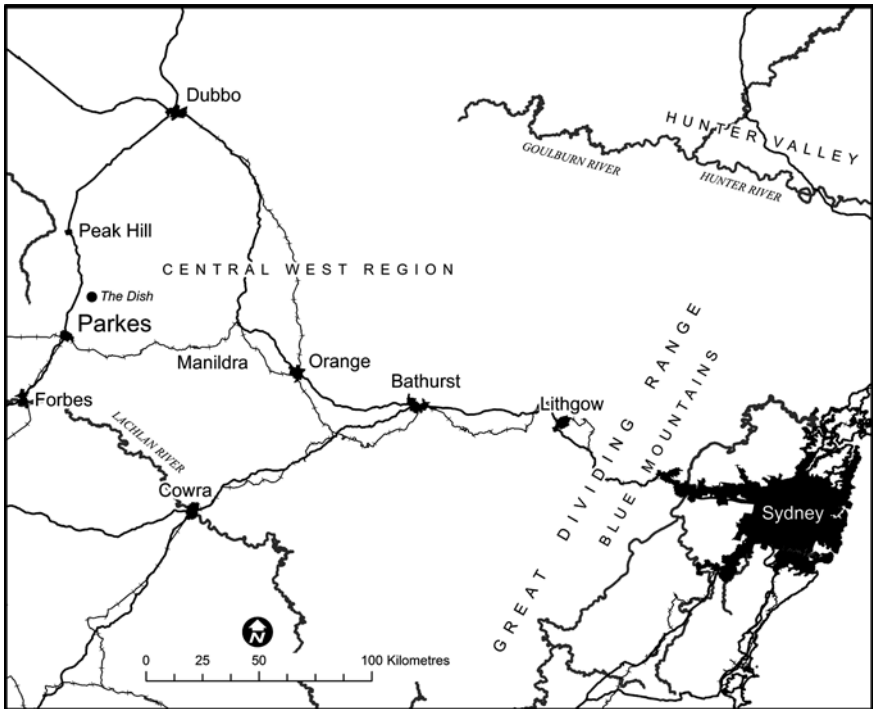 Dubbo
HUNTER VALLEY
GOULBURN RIVER
HUNTER RIVER
Peak Hill
CENTRAL WEST REGION
The Dish
Parkes
Manildra
Orange
Bathurst
Forbes
Lithgow
GREAT DIVIDING RANGE
BLUE MOUNTAINS
LACHLAN RIVER
Cowra
Sydney
N
0 25 50 100 Kilometres